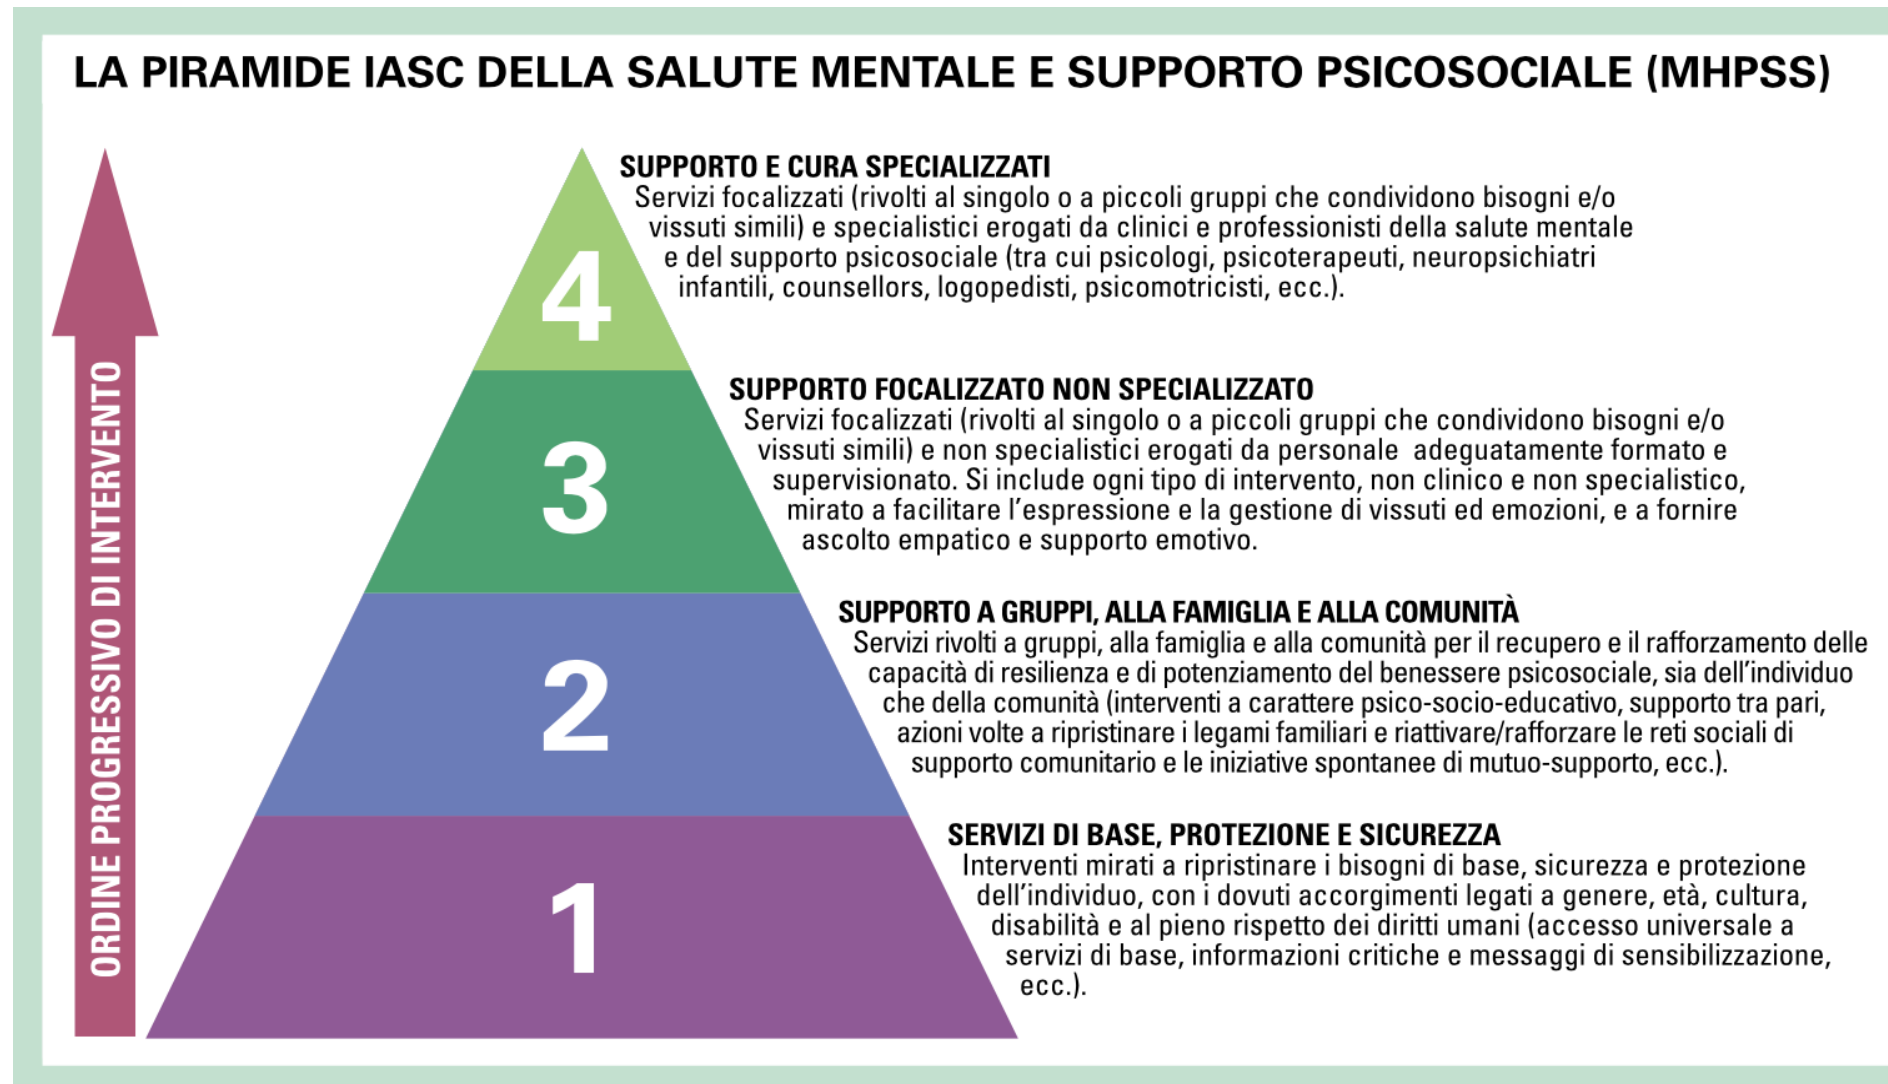 LA PIRAMIDE IASC DELLA SALUTE MENTALE E SUPPORTO PSICOSOCIALE (MHPSS)
ORDINE PROGRESSIVO DI INTERVENTO
4
SUPPORTO E CURA SPECIALIZZATI
Servizi focalizzati (rivolti al singolo o a piccoli gruppi che condividono bisogni e/o
vissuti simili) e specialistici erogati da clinici e professionisti della salute mentale
e del supporto psicosociale (tra cui psicologi, psicoterapeuti, neuropsichiatri
infantili, counsellors, logopedisti, psicomotricisti, ecc.).
3
SUPPORTO FOCALIZZATO NON SPECIALIZZATO
Servizi focalizzati (rivolti al singolo o a piccoli gruppi che condividono bisogni e/o
vissuti simili) e non specialistici erogati da personale adeguatamente formato e
supervisionato. Si include ogni tipo di intervento, non clinico e non specialistico,
mirato a facilitare l'espressione e la gestione di vissuti ed emozioni, e a fornire
ascolto empatico e supporto emotivo.
2
SUPPORTO A GRUPPI, ALLA FAMIGLIA E ALLA COMUNITÀ
Servizi rivolti a gruppi, alla famiglia e alla comunità per il recupero e il rafforzamento delle
capacità di resilienza e di potenziamento del benessere psicosociale, sia dell'individuo
che della comunità (interventi a carattere psico-socio-educativo, supporto tra pari,
azioni volte a ripristinare i legami familiari e riattivare/rafforzare le reti sociali di
supporto comunitario e le iniziative spontanee di mutuo-supporto, ecc.).
1
SERVIZI DI BASE, PROTEZIONE E SICUREZZA
Interventi mirati a ripristinare i bisogni di base, sicurezza e protezione
dell'individuo, con i dovuti accorgimenti legati a genere, età, cultura,
disabilità e al pieno rispetto dei diritti umani (accesso universale a
servizi di base, informazioni critiche e messaggi di sensibilizzazione,
ecc.).